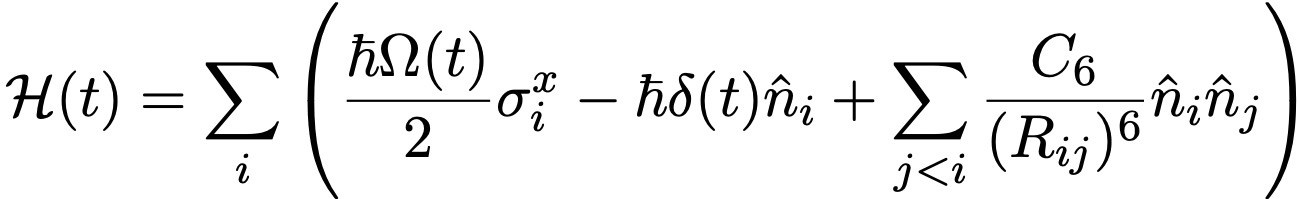 $\mathcal{H}(t) = \sum_{i} \left( \frac{\hbar\Omega(t)}{2} \sigma_i^x - \hbar\delta(t)\hat{n}_i + \sum_{j<i} \frac{C_6}{(R_{ij})^6} \hat{n}_i \hat{n}_j \right)$